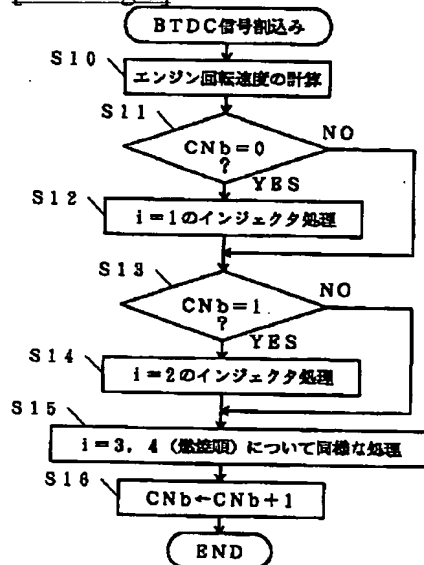 BTDC信号割込み
S10
エンジン回転速度の計算
S11
CNb=0
?
NO
YES
S12
i=1のインジェクタ処理
S13
CNb=1
?
NO
YES
S14
i=2のインジェクタ処理
S15
i=3, 4 (燃焼順) について同様な処理
S16
CNb←CNb+1
END